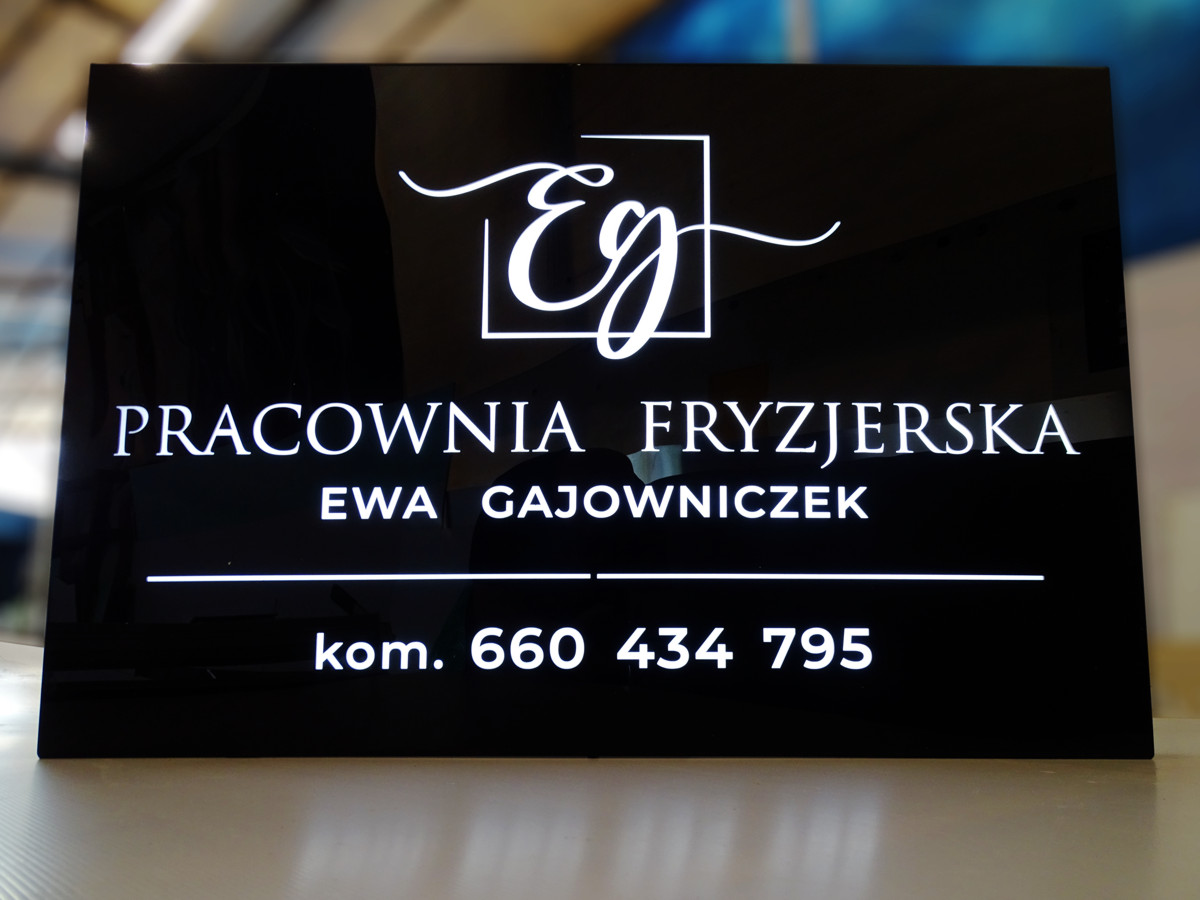 Eg
PRACOWNIA FRYZJERSKA
EWA GAJOWNICZEK
kom. 660 434 795